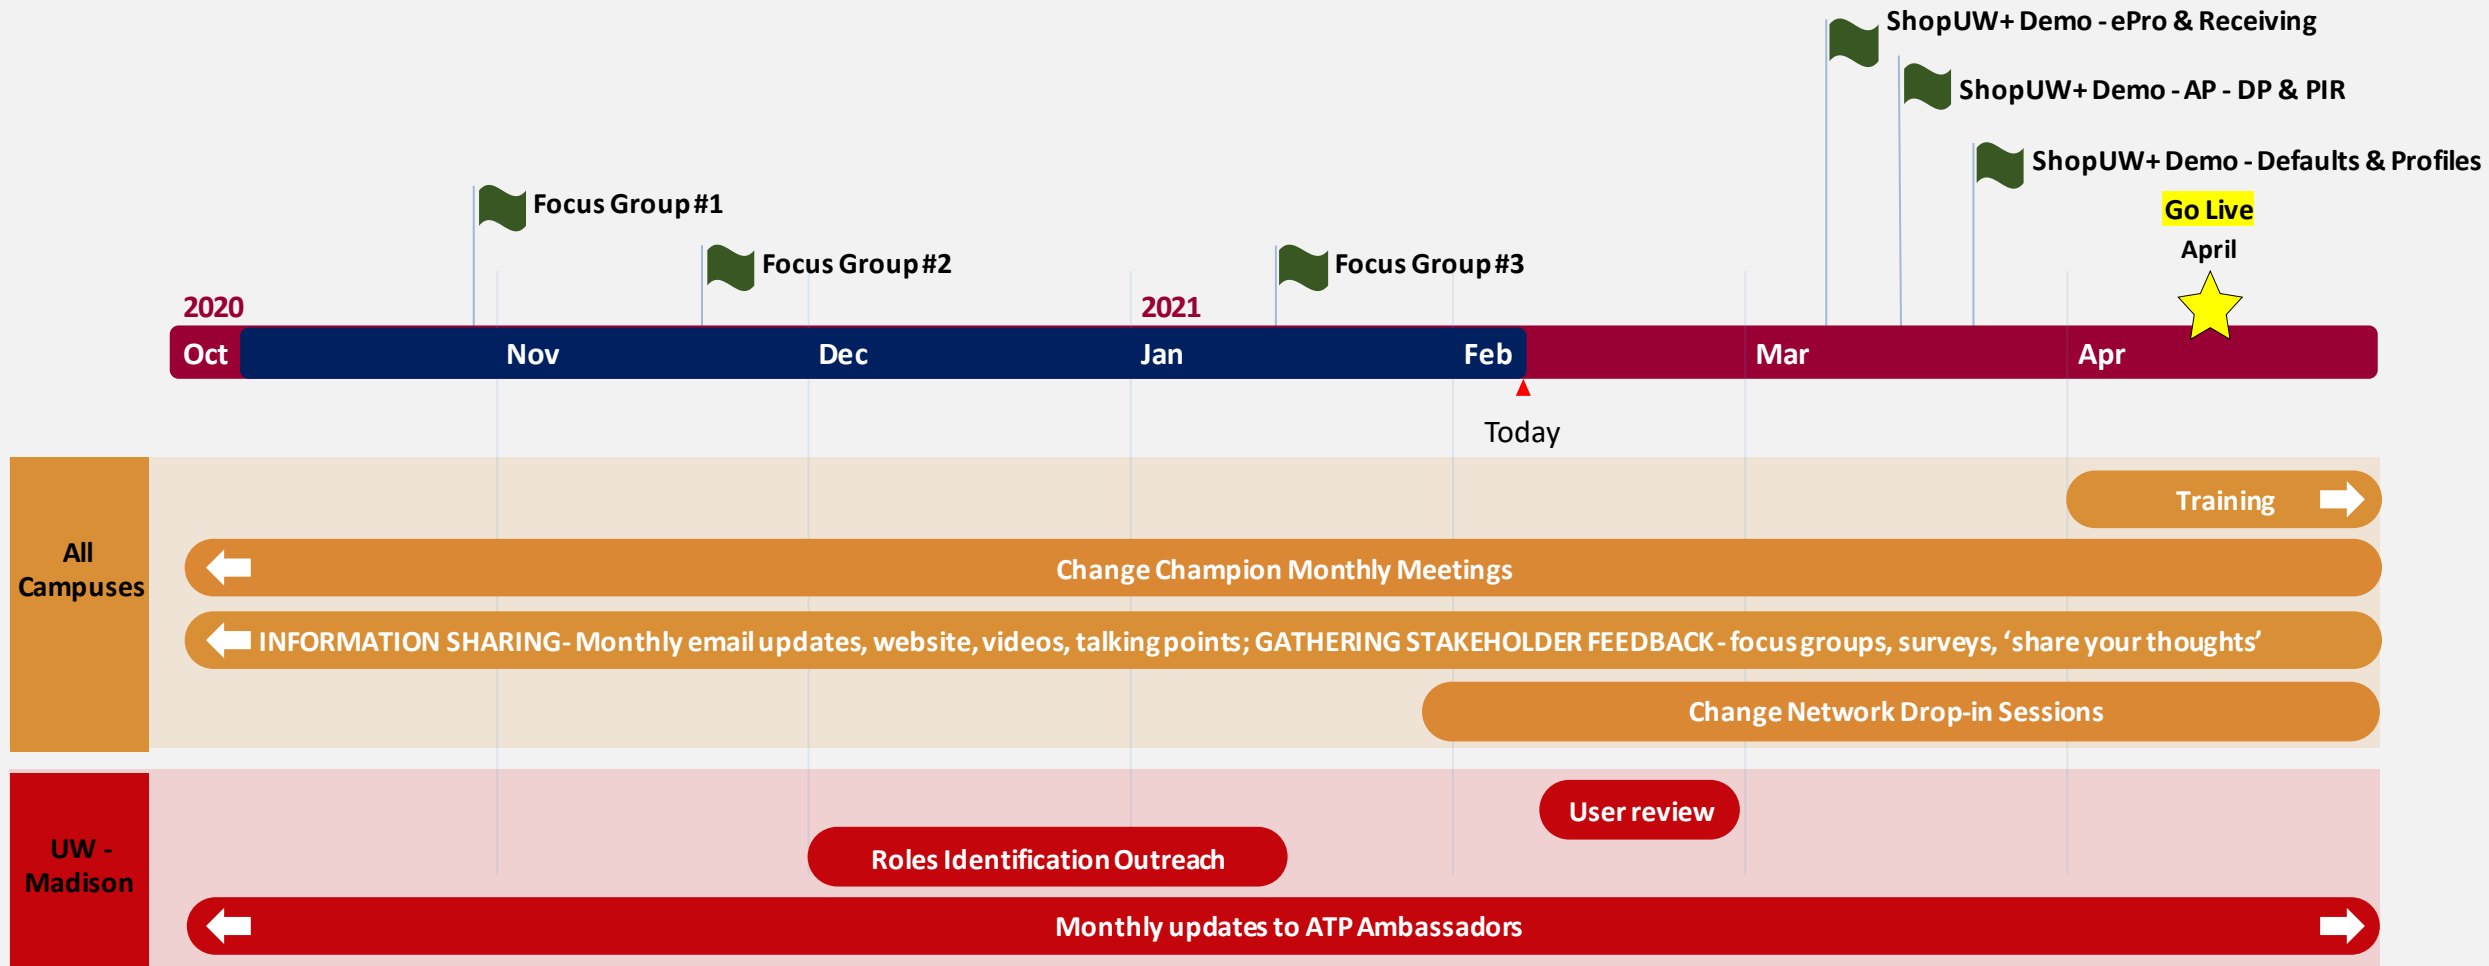 ShopUW+ Demo - ePro & Receiving
ShopUW+ Demo - AP - DP & PIR
ShopUW+ Demo - Defaults & Profiles
Focus Group #1
Go Live
April
Focus Group #2
Focus Group #3
2020
2021
Oct
Nov
Dec
Jan
Feb
Mar
Apr
Today
All
Campuses
Training
Change Champion Monthly Meetings
INFORMATION SHARING- Monthly email updates, website, videos, talking points; GATHERING STAKEHOLDER FEEDBACK - focus groups, surveys, ‘share your thoughts’
Change Network Drop-in Sessions
UW -
Madison
User review
Roles Identification Outreach
Monthly updates to ATP Ambassadors